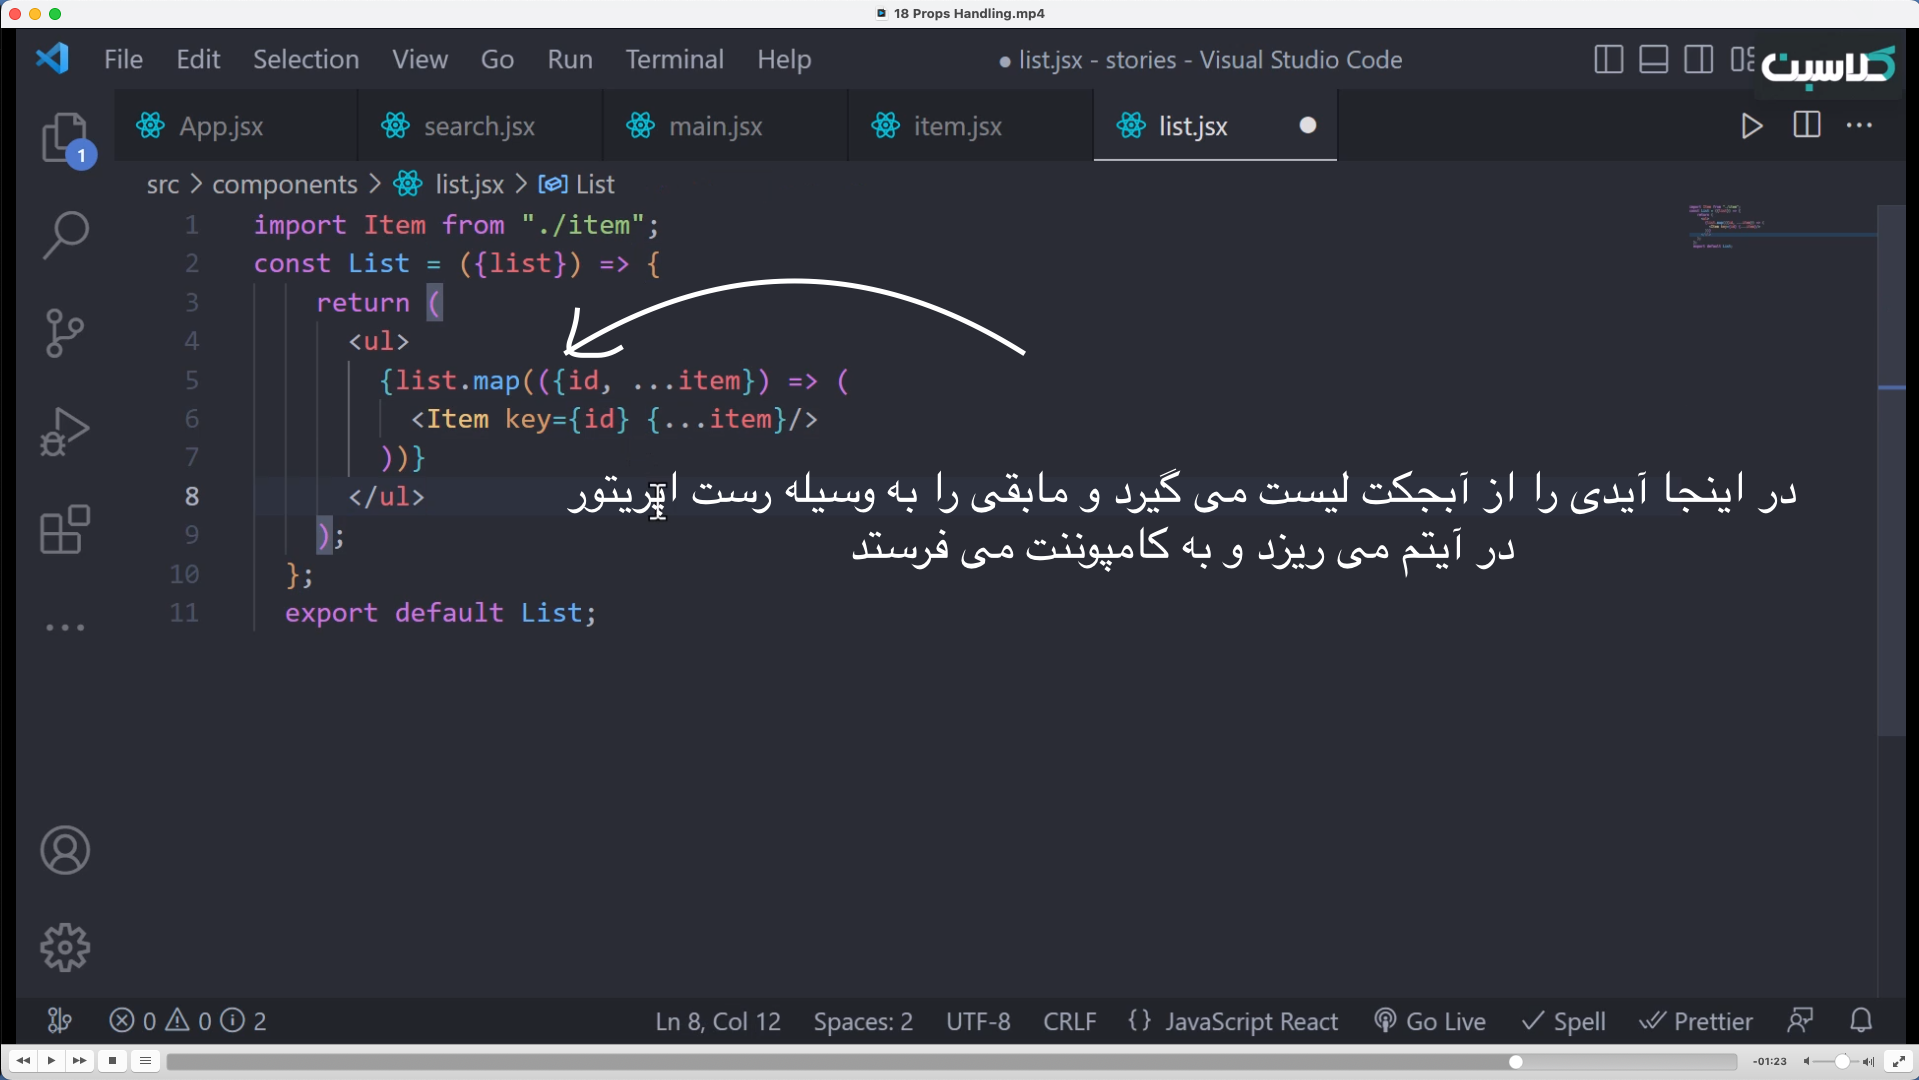 18 Props Handling.mp4
File Edit Selection View Go Run Terminal Help
● list.jsx - stories - Visual Studio Code
کلاسبن
App.jsx
search.jsx
main.jsx
item.jsx
list.jsx
1
src > components > list.jsx > List
1 import Item from "./item";
2 const List = ({list}) => {
3 return (
4 <ul>
5 {list.map(({id, ...item}) => (
6 <Item key={id} {...item}/>
7 ))}
8 </ul>
9 );
10 };
11 export default List;
در اینجا آیدی را از آبجکت لیست می گیرد و مابقی را به وسیله رست اپریتور
در آیتم می ریزد و به کامپوننت می فرستد
0 0 2
Ln 8, Col 12 Spaces: 2 UTF-8 CRLF {} JavaScript React Go Live Spell Prettier
-01:23